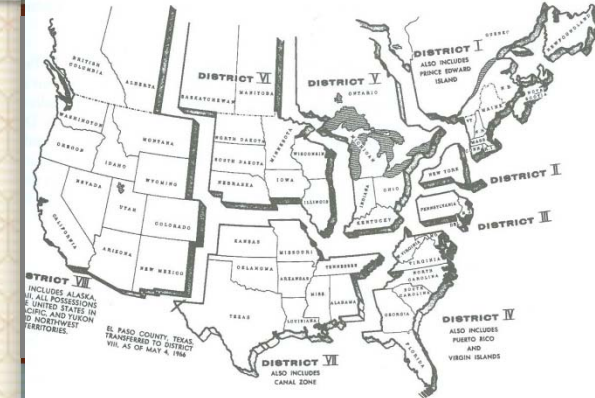 DISTRICT I
ALSO INCLUDES
PRINCE EDWARD
ISLAND
QUEBEC
NEWFOUNDLAND
BRITISH
COLUMBIA
ALBERTA
DISTRICT VI
SASKATCHEWAN
MANITOBA
DISTRICT V
ONTARIO
MAINE
N B
WASHINGTON
MONTANA
OREGON
IDAHO
WYOMING
NEVADA
UTAH
COLORADO
CALIFORNIA
ARIZONA
NEW MEXICO
NORTH DAKOTA
SOUTH DAKOTA
NEBRASKA
MINNESOTA
WISCONSIN
IOWA
ILLINOIS
MICHIGAN
INDIANA
OHIO
KENTUCKY
NEW YORK
DISTRICT II
PENNSYLVANIA
DISTRICT III
KANSAS
MISSOURI
OKLAHOMA
ARKANSAS
TENNESSEE
TEXAS
LOUISIANA
MISS
ALABAMA
VIRGINIA
NORTH
CAROLINA
SOUTH
CAROLINA
GEORGIA
FLORIDA
STRICT VIII
INCLUDES ALASKA,
II, ALL POSSESSIONS
E UNITED STATES IN
ACIFIC, AND YUKON
D NORTHWEST
TERRITORIES.
EL PASO COUNTY, TEXAS,
TRANSFERRED TO DISTRICT
VIII, AS OF MAY 4, 1966
DISTRICT VII
ALSO INCLUDES
CANAL ZONE
DISTRICT IV
ALSO INCLUDES
PUERTO RICO
AND
VIRGIN ISLANDS